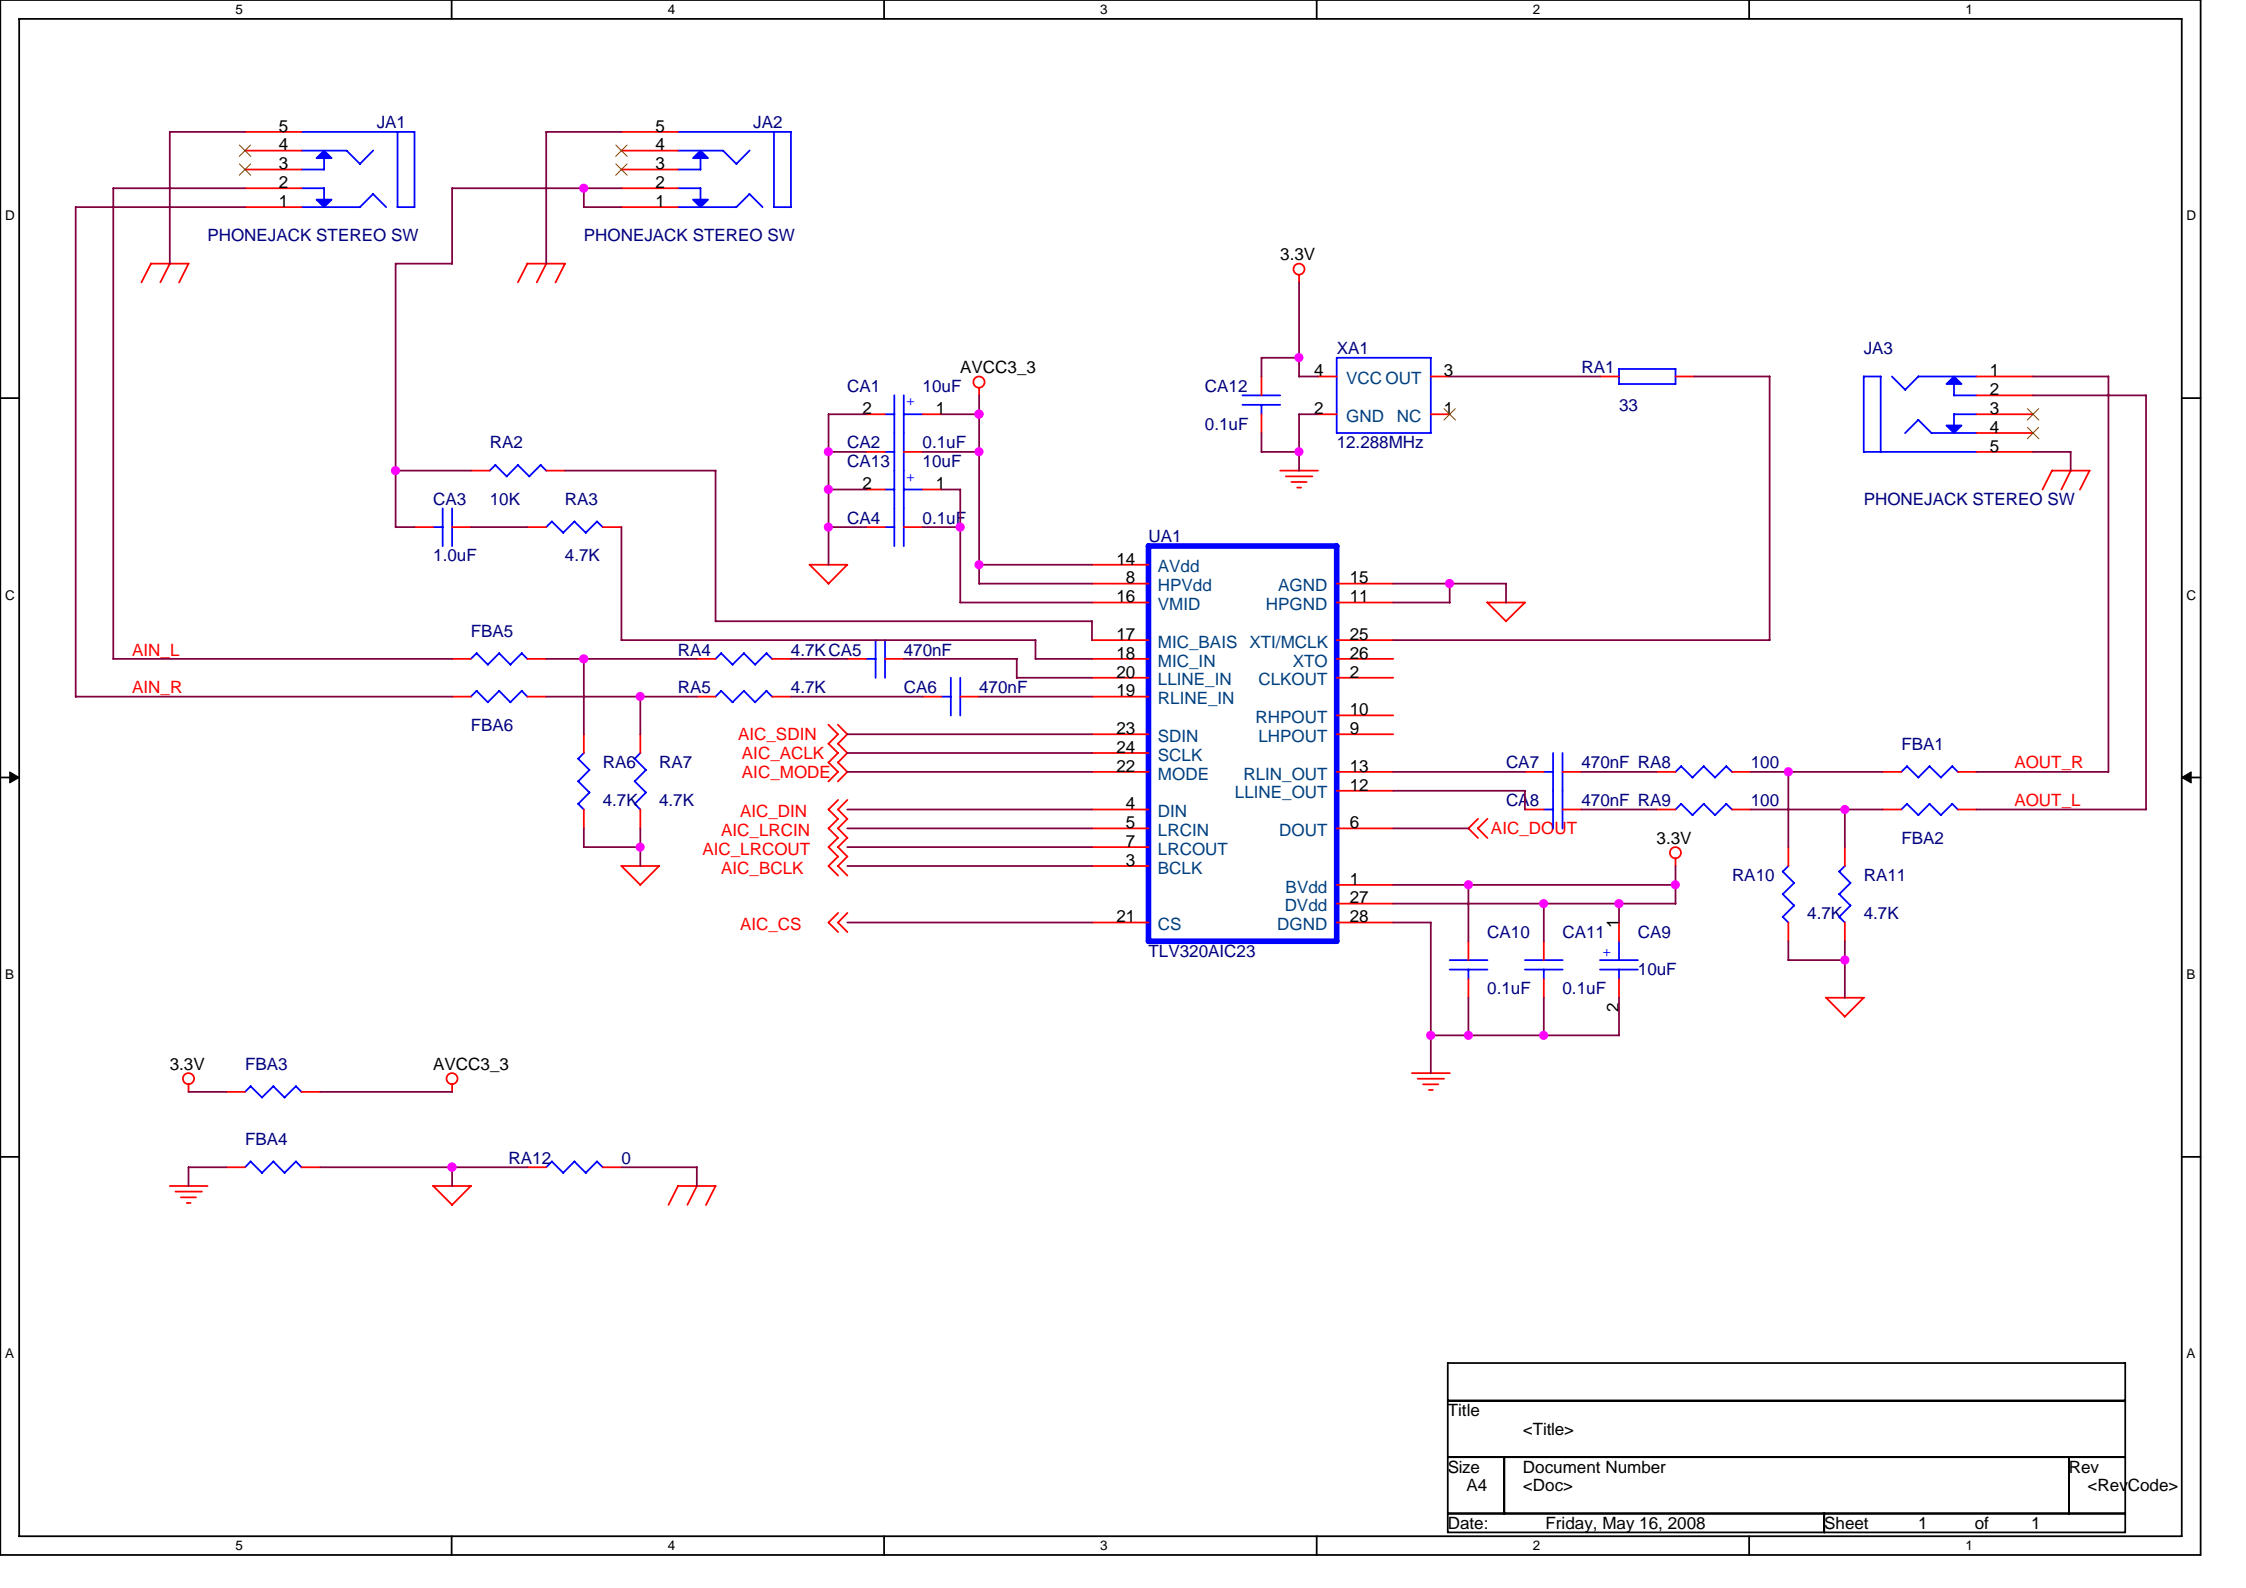 5 4 3 2 1
D
C
B
A
D
C
B
A
JA1
5
4
3
2
1
PHONEJACK STEREO SW
JA2
5
4
3
2
1
PHONEJACK STEREO SW
3.3V
XA1
4
VCC OUT
3
2
GND NC
1
12.288MHz
CA12
0.1uF
RA1
33
JA3
1
2
3
4
5
PHONEJACK STEREO SW
AVCC3_3
CA1
10uF
2
1
CA2
0.1uF
CA13
10uF
2
1
CA4
0.1uF
RA2
10K
CA3
1.0uF
RA3
4.7K
UA1
14
AVdd
8
HPVdd
16
VMID
17
MIC_BAIS
18
MIC_IN
20
LLINE_IN
19
RLINE_IN
23
SDIN
24
SCLK
22
MODE
4
DIN
5
LRCIN
7
LRCOUT
3
BCLK
21
CS
AGND
15
HPGND
11
XTI/MCLK
25
XTO
26
CLKOUT
2
RHPOUT
10
LHPOUT
9
RLIN_OUT
13
LLINE_OUT
12
DOUT
6
BVdd
1
DVdd
27
DGND
28
TLV320AIC23
AIN_L
FBA5
RA4
4.7K
CA5
470nF
AIN_R
FBA6
RA5
4.7K
CA6
470nF
RA6
4.7K
RA7
4.7K
AIC_SDIN
AIC_ACLK
AIC_MODE
AIC_DIN
AIC_LRCIN
AIC_LRCOUT
AIC_BCLK
AIC_CS
CA7
470nF
RA8
100
FBA1
AOUT_R
CA8
470nF
RA9
100
FBA2
AOUT_L
AIC_DOUT
3.3V
RA10
4.7K
RA11
4.7K
CA10
0.1uF
CA11
0.1uF
1
CA9
+
10uF
2
3.3V
FBA3
AVCC3_3
FBA4
RA12
0
Title
<Title>
Size
A4
Document Number
<Doc>
Rev
<RevCode>
Date:
Friday, May 16, 2008
Sheet 1 of 1
5 4 3 2 1